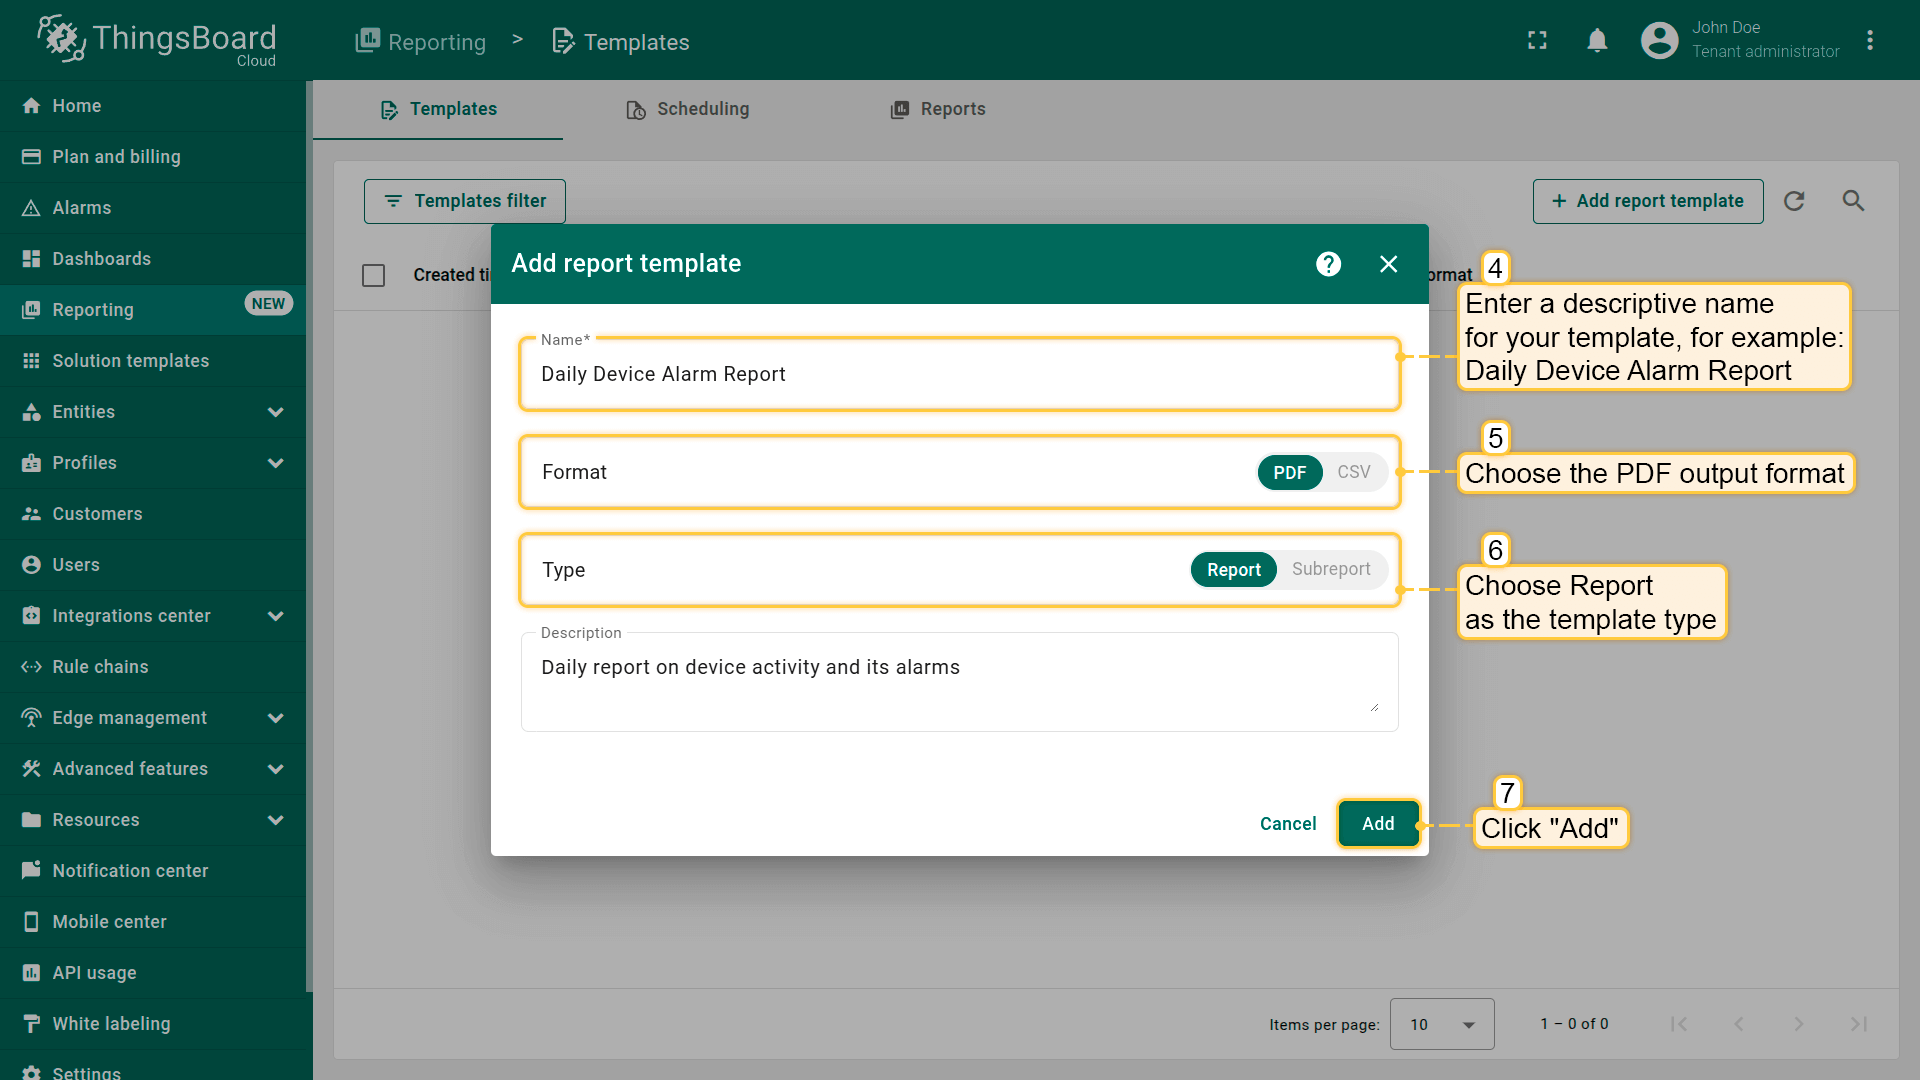 ThingsBoard
Cloud
Reporting > Templates
John Doe
Tenant administrator
Home
Plan and billing
Alarms
Dashboards
Reporting NEW
Solution templates
Entities
Profiles
Customers
Users
Integrations center
Rule chains
Edge management
Advanced features
Resources
Notification center
Mobile center
API usage
White labeling
Settings
Templates Scheduling Reports
Templates filter
+ Add report template
Created ti
ormat
Add report template
Name*
Daily Device Alarm Report
Format PDF CSV
Type Report Subreport
Description
Daily report on device activity and its alarms
Cancel Add
4
Enter a descriptive name
for your template, for example:
Daily Device Alarm Report
5
Choose the PDF output format
6
Choose Report
as the template type
7
Click "Add"
Items per page: 10 1 – 0 of 0